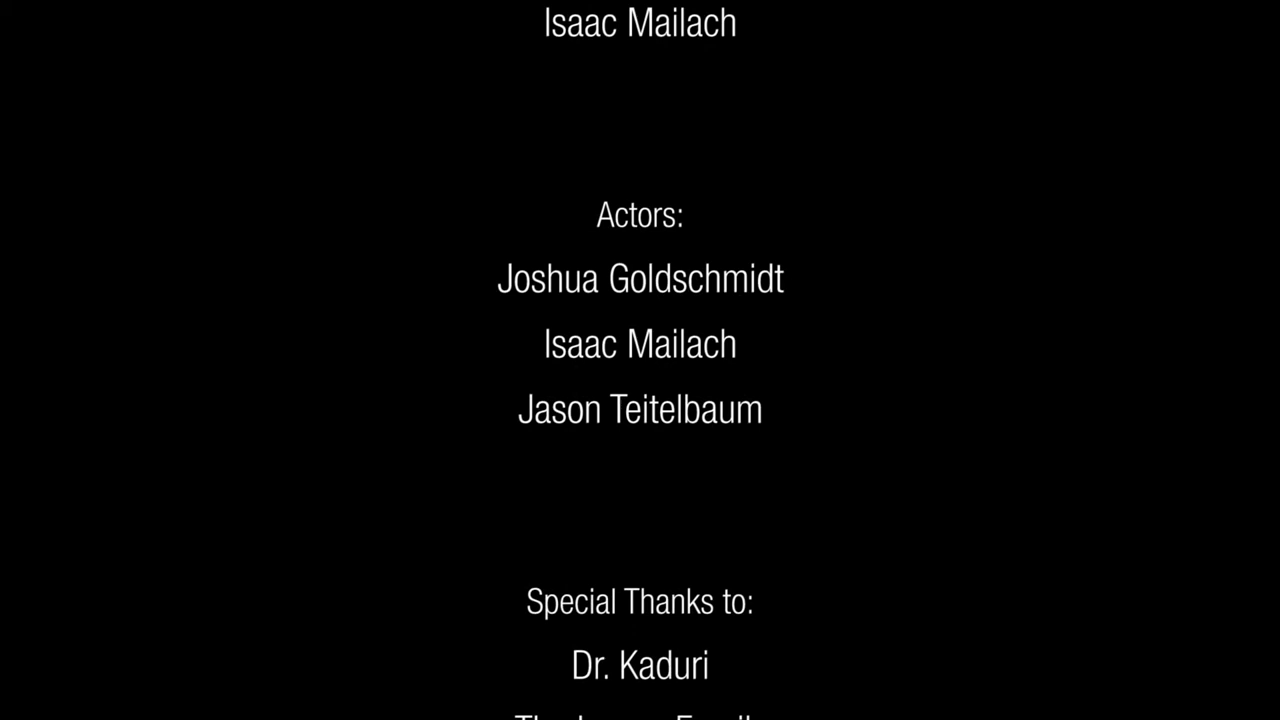 Isaac Mailach
Actors:
Joshua Goldschmidt
Isaac Mailach
Jason Teitelbaum
Special Thanks to:
Dr. Kaduri